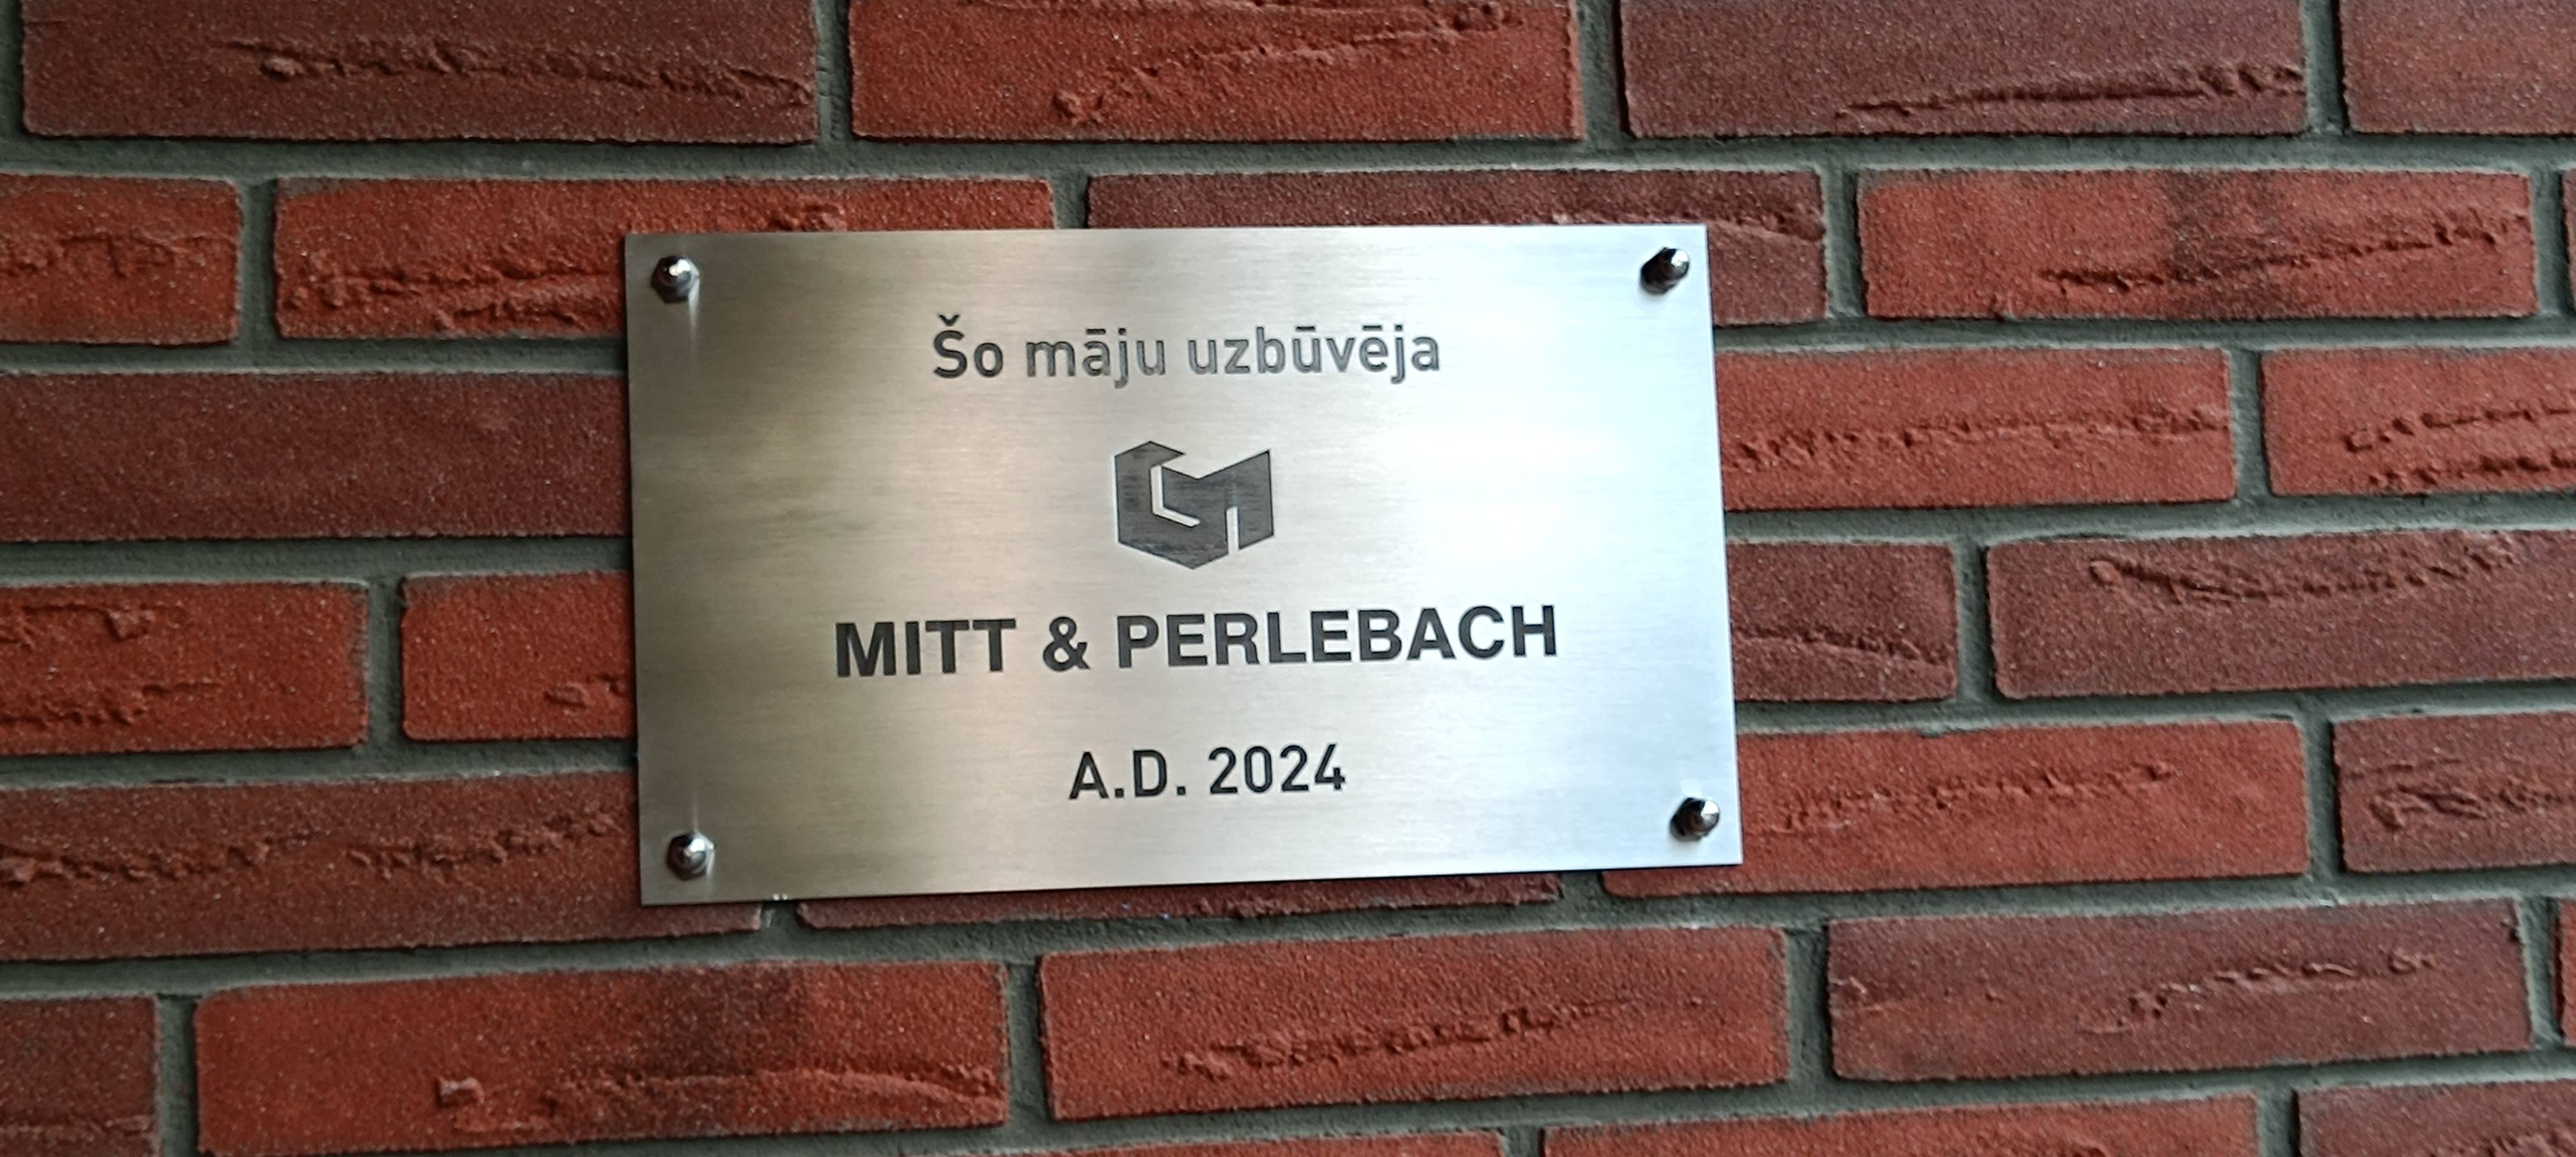 Šo māju uzbūvēja
MITT & PERLEBACH
A.D. 2024